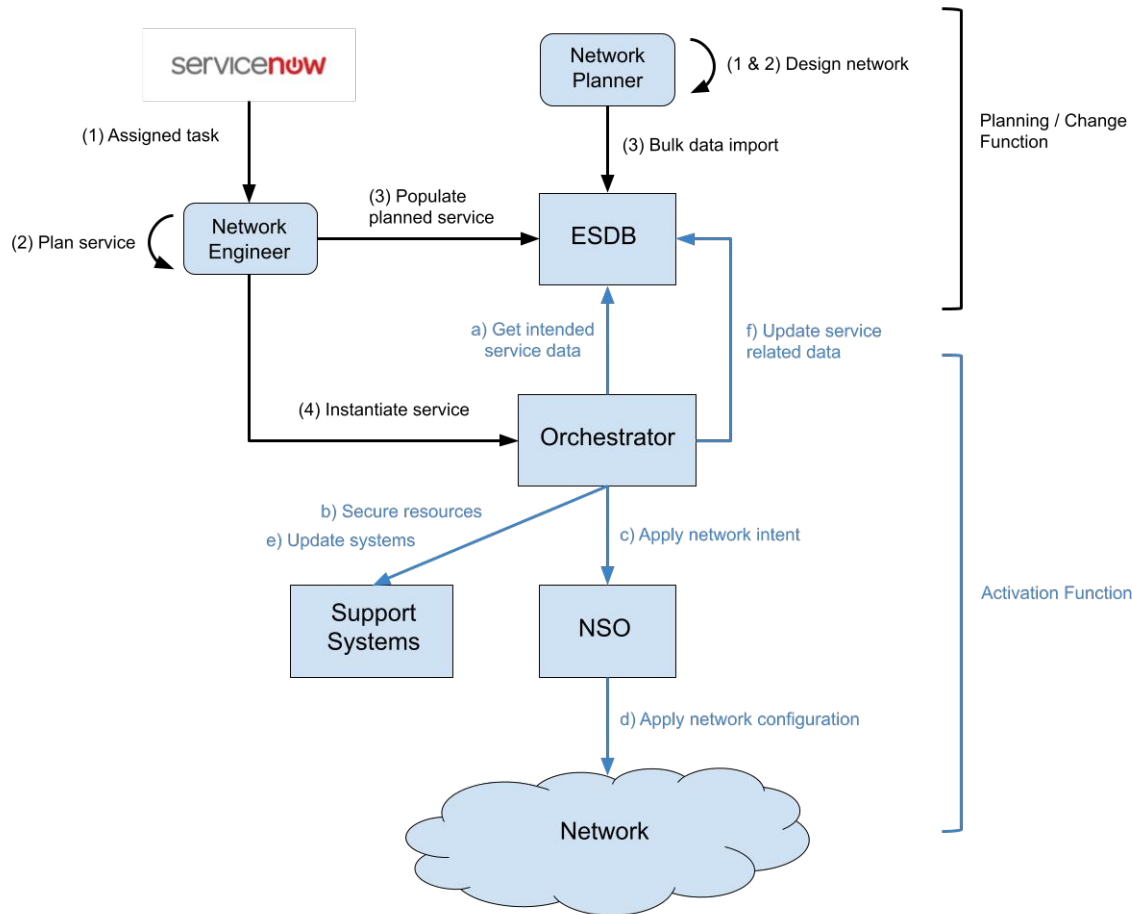 servicenow
Network
Planner
(1 & 2) Design network
(1) Assigned task
Planning / Change
Function
(3) Bulk data import
(3) Populate
planned service
(2) Plan service
Network
Engineer
ESDB
a) Get intended
service data
f) Update service
related data
(4) Instantiate service
Orchestrator
b) Secure resources
e) Update systems
c) Apply network intent
Support
Systems
NSO
Activation Function
d) Apply network configuration
Network